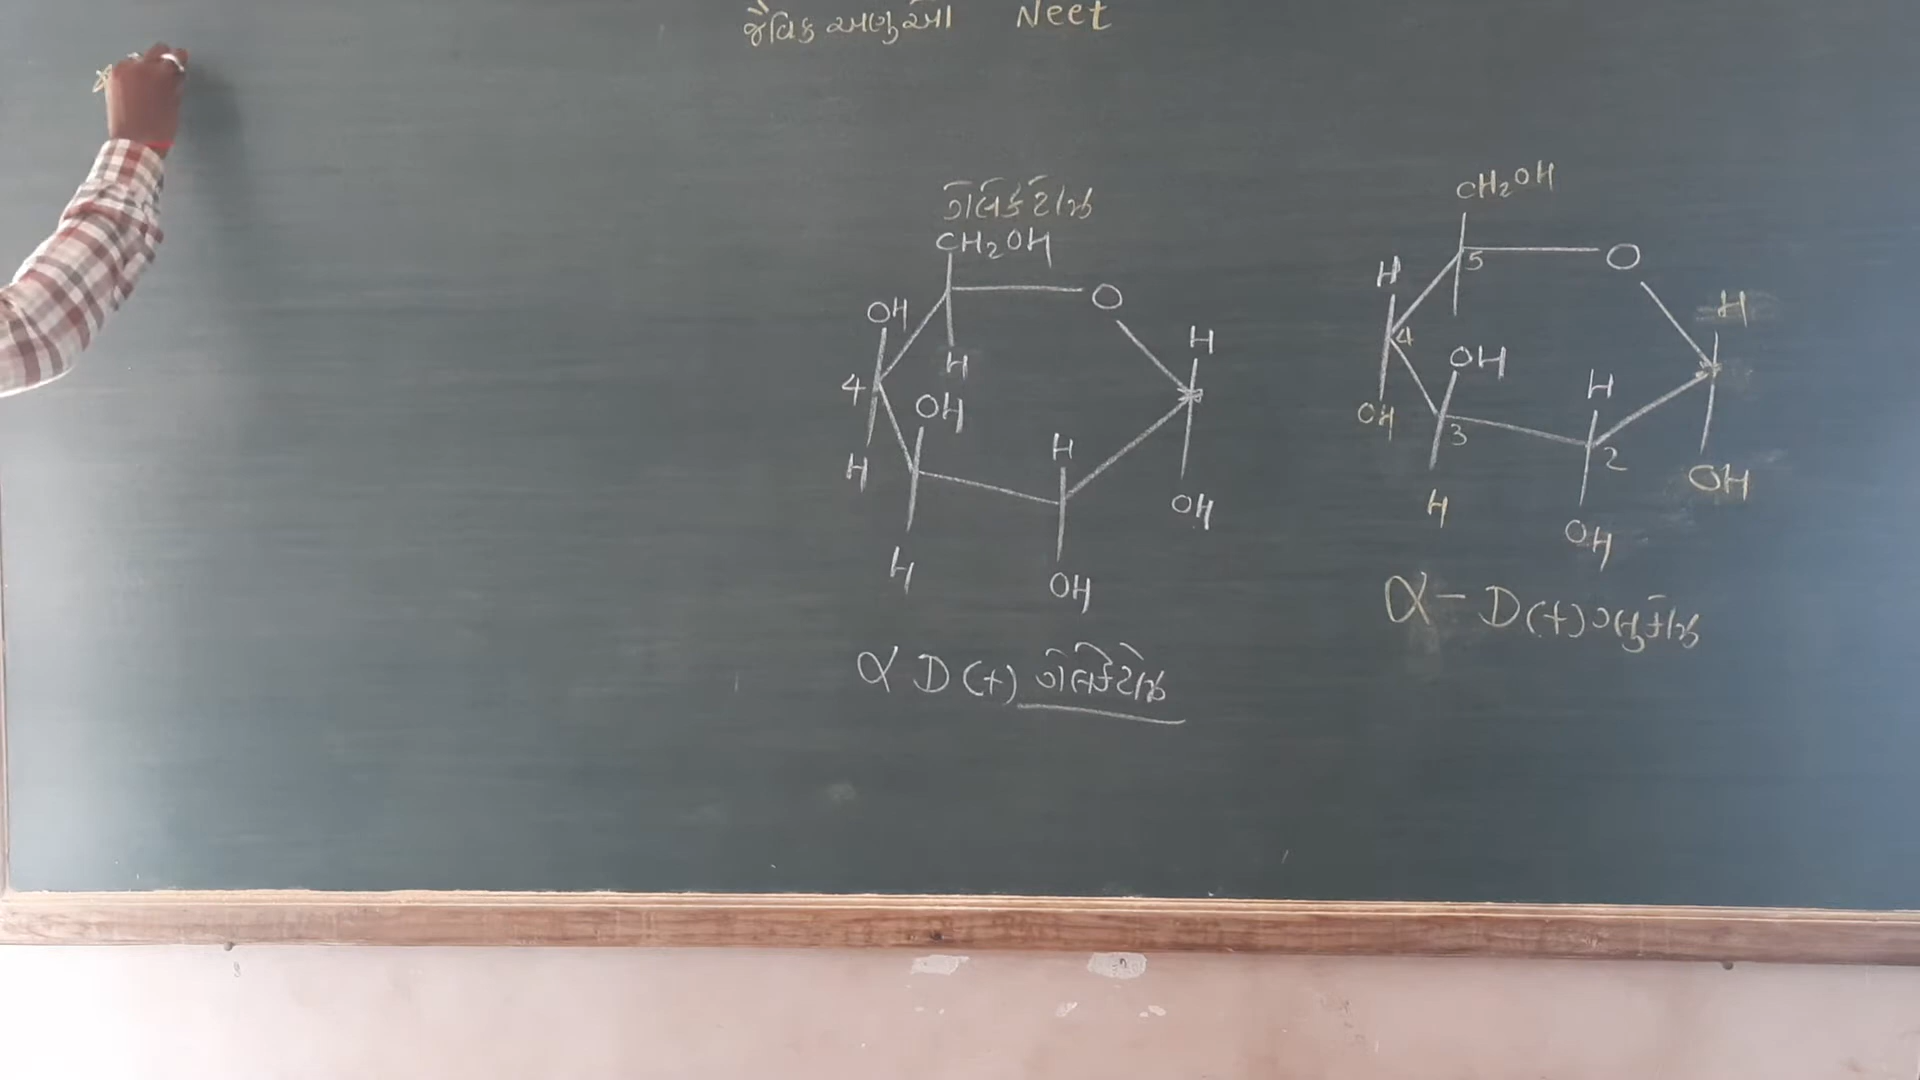 જૈવિક અણુઓ Neet
ગેલેક્ટોઝ
CH₂OH
OH
O
H
H
4
OH
H
H
H
OH
OH
α D (+) ગેલેક્ટોઝ
CH₂OH
5
O
H
H
4
OH
H
OH
3
2
OH
H
OH
α - D (+) ગ્લુકોઝ